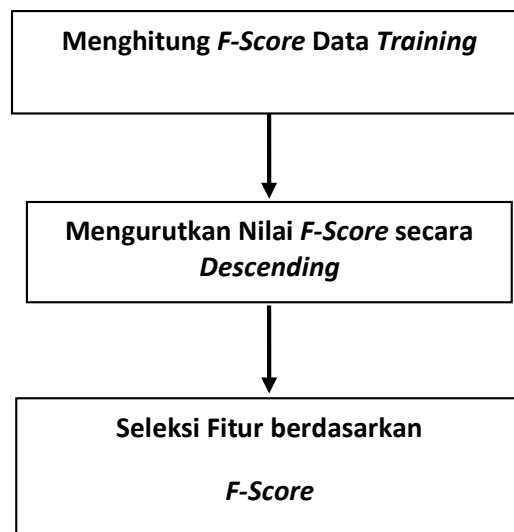 Menghitung F-Score Data Training
Mengurutkan Nilai F-Score secara
Descending
Seleksi Fitur berdasarkan
F-Score